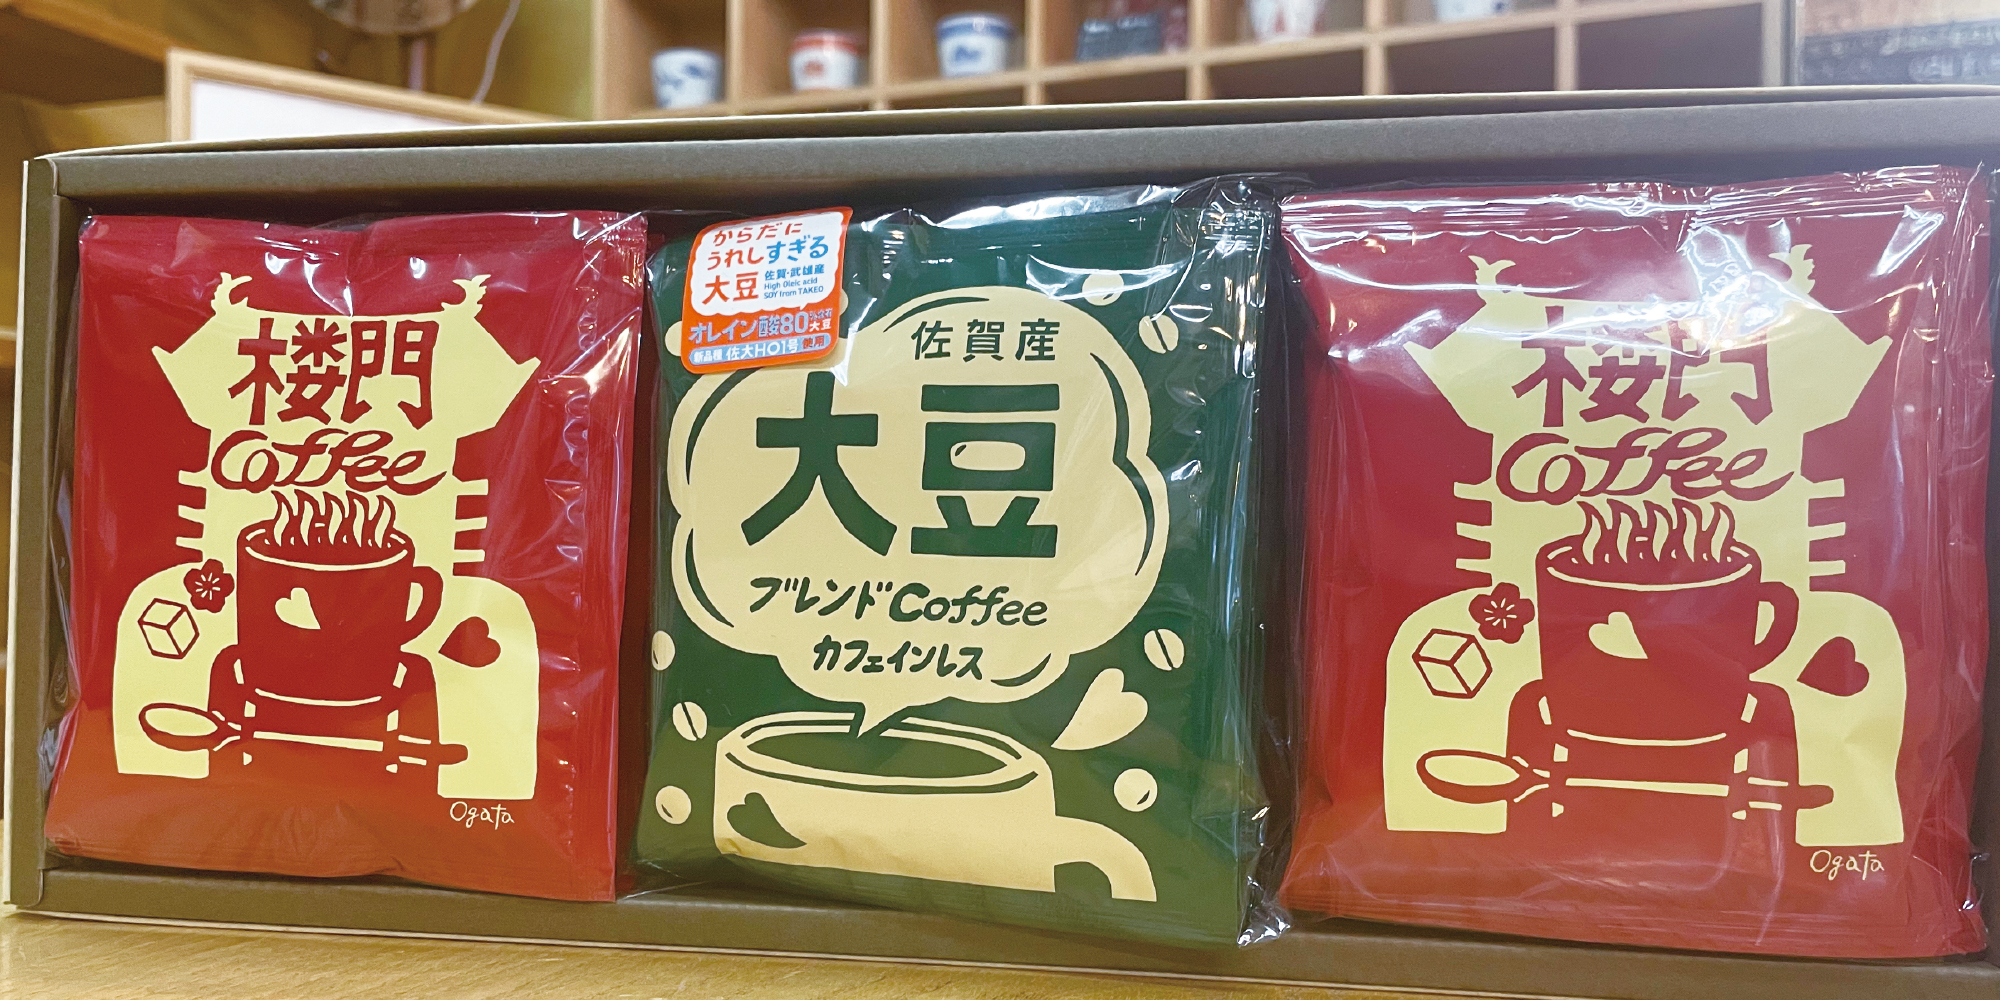 楼門
Coffee
Ogata
からだに
うれしすぎる
大豆
佐賀・武雄産
High Oleic acid
SOY from TAKEO
オレイン酸80%含有大豆
新品種 佐大HO1号 使用
佐賀産
大豆
ブレンドCoffee
カフェインレス
楼門
Coffee
Ogata